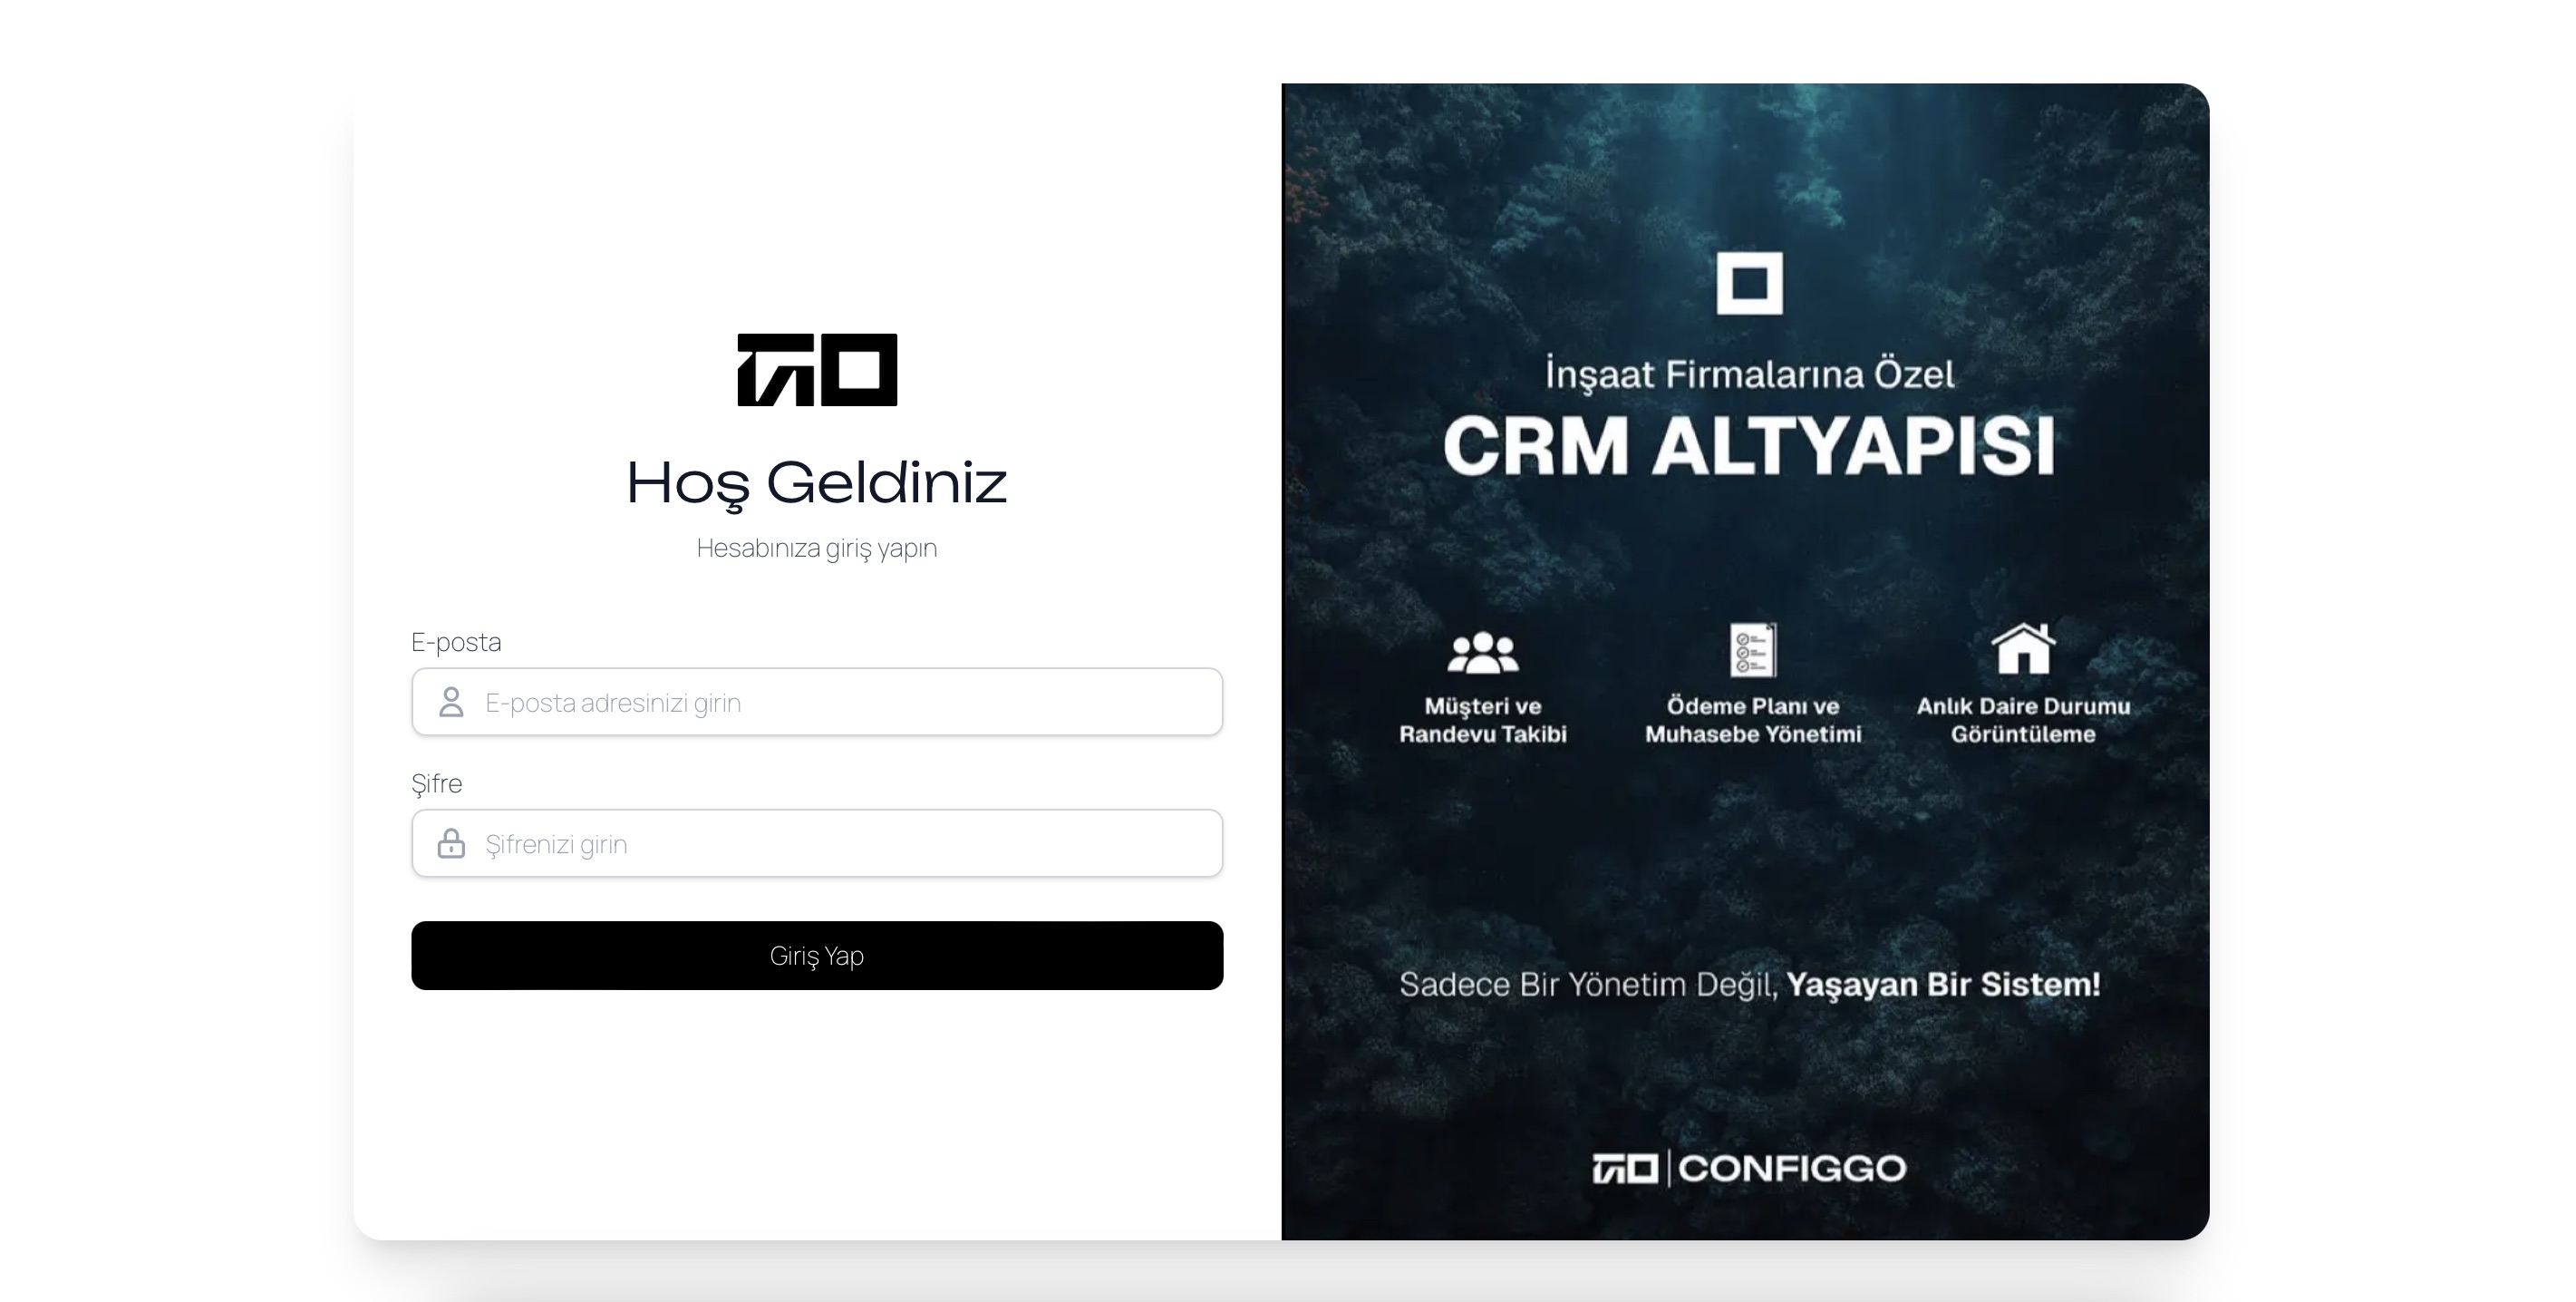 Hoş Geldiniz
Hesabınıza giriş yapın
E-posta
E-posta adresinizi girin
Şifre
Şifrenizi girin
Giriş Yap
İnşaat Firmalarına Özel
CRM ALTYAPISI
Müşteri ve
Randevu Takibi
Ödeme Planı ve
Muhasebe Yönetimi
Anlık Daire Durumu
Görüntüleme
Sadece Bir Yönetim Değil, Yaşayan Bir Sistem!
CONFIGGO